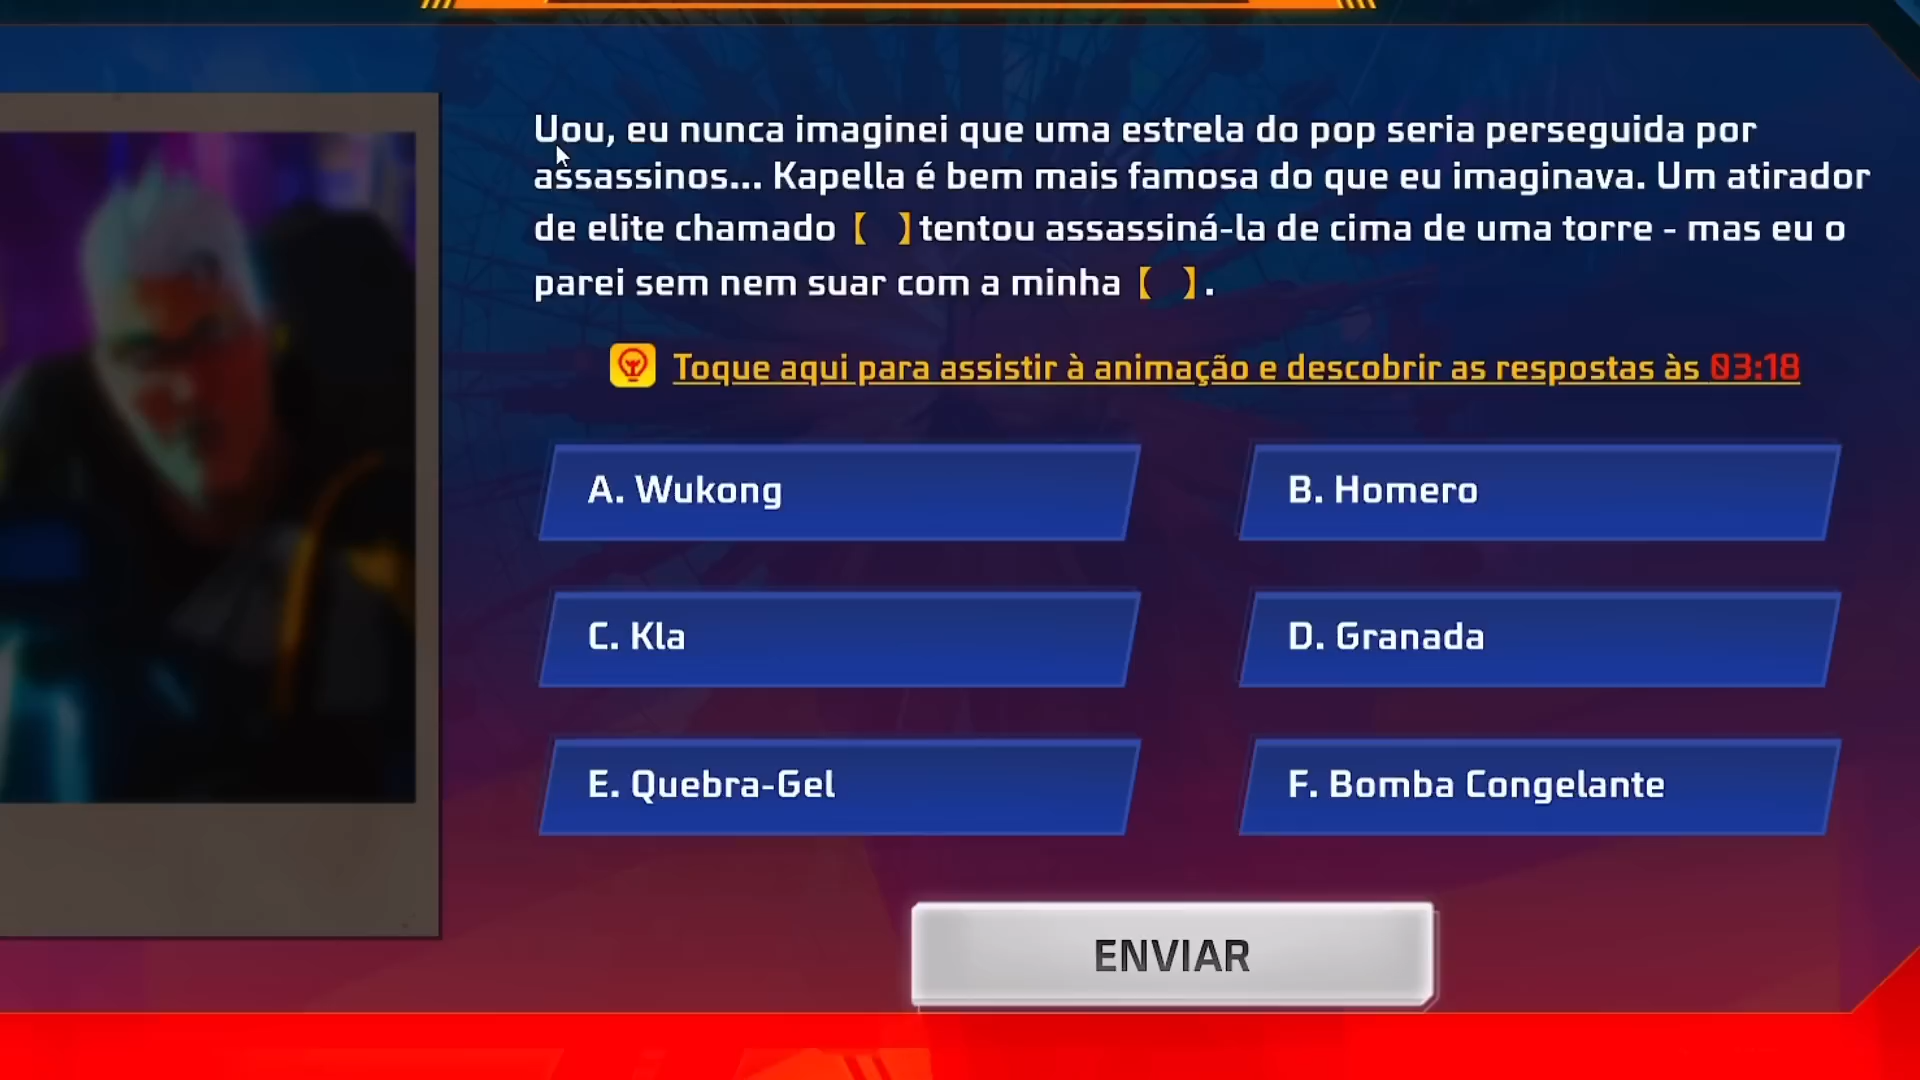 Uou, eu nunca imaginei que uma estrela do pop seria perseguida por
assassinos... Kapella é bem mais famosa do que eu imaginava. Um atirador
de elite chamado 【 】tentou assassiná-la de cima de uma torre - mas eu o
parei sem nem suar com a minha 【 】.
Toque aqui para assistir à animação e descobrir as respostas às 03:18
A. Wukong
B. Homero
C. Kla
D. Granada
E. Quebra-Gel
F. Bomba Congelante
ENVIAR